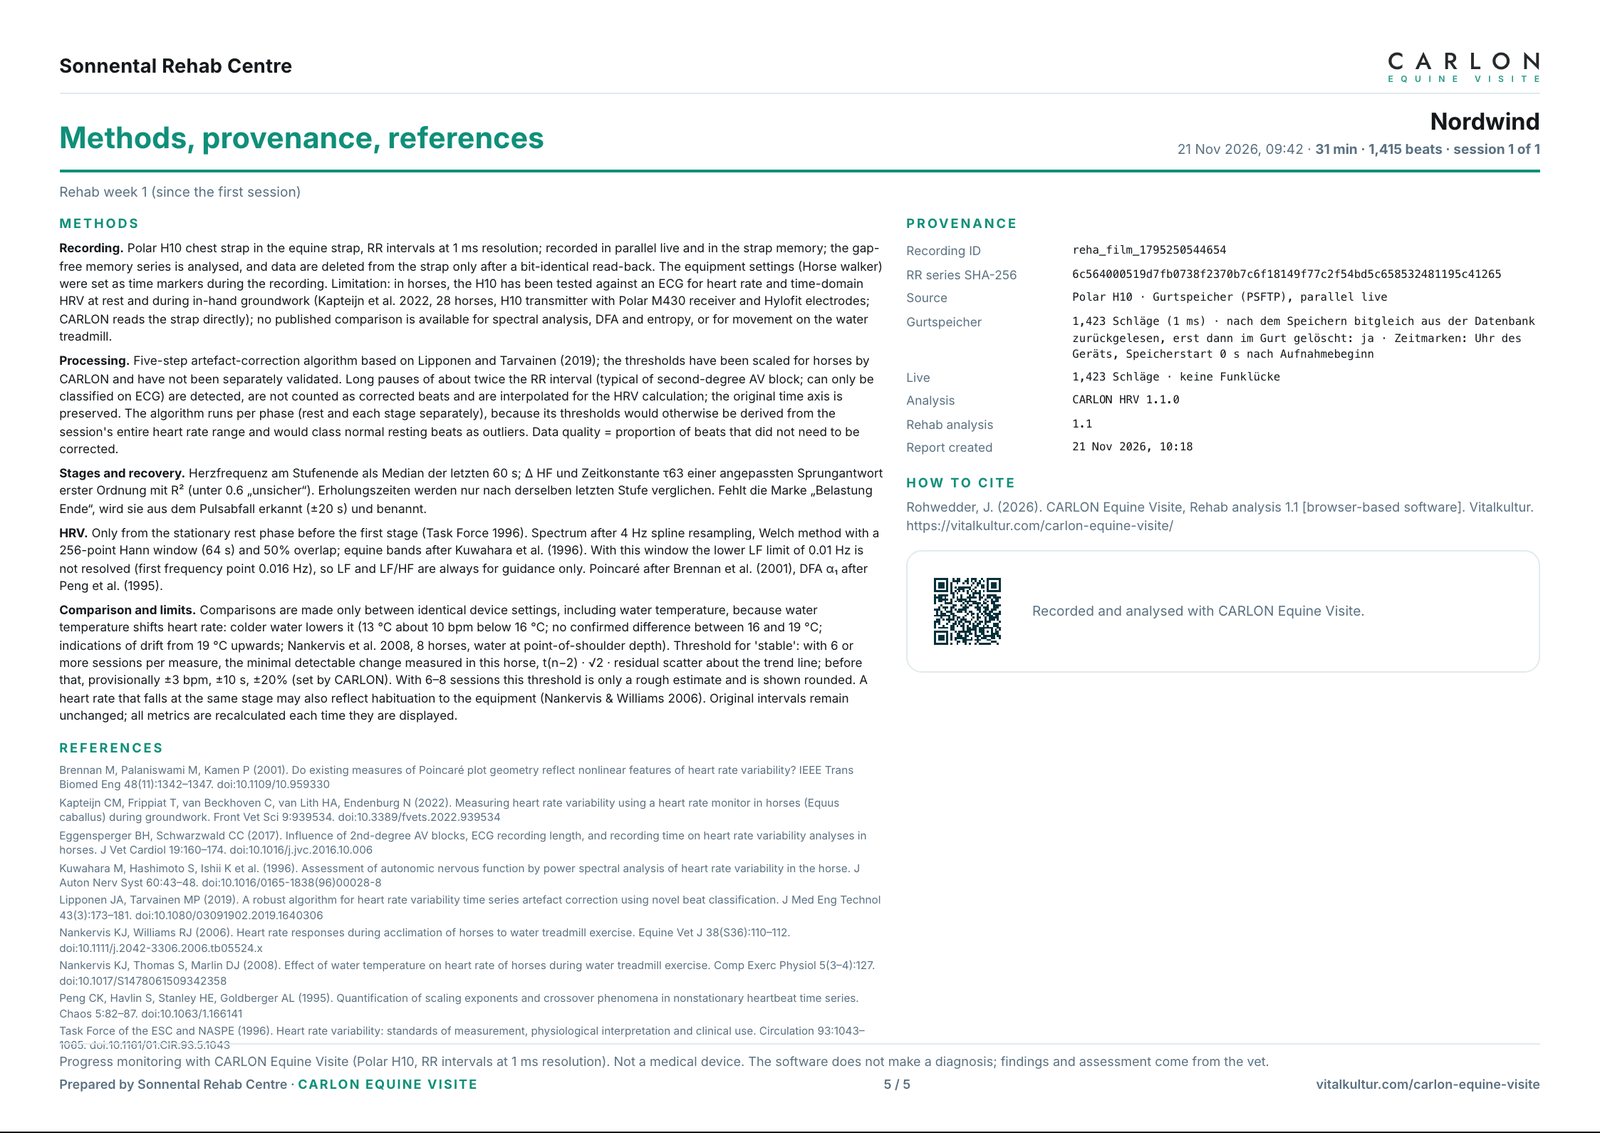 Sonnental Rehab Centre
CARLON
EQUINE VISITE
Methods, provenance, references
Nordwind
21 Nov 2026, 09:42 · 31 min · 1,415 beats · session 1 of 1
Rehab week 1 (since the first session)
METHODS
Recording. Polar H10 chest strap in the equine strap, RR intervals at 1 ms resolution; recorded in parallel live and in the strap memory; the gap-
free memory series is analysed, and data are deleted from the strap only after a bit-identical read-back. The equipment settings (Horse walker)
were set as time markers during the recording. Limitation: in horses, the H10 has been tested against an ECG for heart rate and time-domain
HRV at rest and during in-hand groundwork (Kapteijn et al. 2022, 28 horses, H10 transmitter with Polar M430 receiver and Hylofit electrodes;
CARLON reads the strap directly); no published comparison is available for spectral analysis, DFA and entropy, or for movement on the water
treadmill.
Processing. Five-step artefact-correction algorithm based on Lipponen and Tarvainen (2019); the thresholds have been scaled for horses by
CARLON and have not been separately validated. Long pauses of about twice the RR interval (typical of second-degree AV block; can only be
classified on ECG) are detected, are not counted as corrected beats and are interpolated for the HRV calculation; the original time axis is
preserved. The algorithm runs per phase (rest and each stage separately), because its thresholds would otherwise be derived from the
session's entire heart rate range and would class normal resting beats as outliers. Data quality = proportion of beats that did not need to be
corrected.
Stages and recovery. Herzfrequenz am Stufenende als Median der letzten 60 s; Δ HF und Zeitkonstante τ63 einer angepassten Sprungantwort
erster Ordnung mit R² (unter 0.6 „unsicher“). Erholungszeiten werden nur nach derselben letzten Stufe verglichen. Fehlt die Marke „Belastung
Ende“, wird sie aus dem Pulsabfall erkannt (±20 s) und benannt.
HRV. Only from the stationary rest phase before the first stage (Task Force 1996). Spectrum after 4 Hz spline resampling, Welch method with a
256-point Hann window (64 s) and 50% overlap; equine bands after Kuwahara et al. (1996). With this window the lower LF limit of 0.01 Hz is
not resolved (first frequency point 0.016 Hz), so LF and LF/HF are always for guidance only. Poincaré after Brennan et al. (2001), DFA α₁ after
Peng et al. (1995).
Comparison and limits. Comparisons are made only between identical device settings, including water temperature, because water
temperature shifts heart rate: colder water lowers it (13 °C about 10 bpm below 16 °C; no confirmed difference between 16 and 19 °C;
indications of drift from 19 °C upwards; Nankervis et al. 2008, 8 horses, water at point-of-shoulder depth). Threshold for 'stable': with 6 or
more sessions per measure, the minimal detectable change measured in this horse, t(n−2) · √2 · residual scatter about the trend line; before
that, provisionally ±3 bpm, ±10 s, ±20% (set by CARLON). With 6–8 sessions this threshold is only a rough estimate and is shown rounded. A
heart rate that falls at the same stage may also reflect habituation to the equipment (Nankervis & Williams 2006). Original intervals remain
unchanged; all metrics are recalculated each time they are displayed.
REFERENCES
Brennan M, Palaniswami M, Kamen P (2001). Do existing measures of Poincaré plot geometry reflect nonlinear features of heart rate variability? IEEE Trans
Biomed Eng 48(11):1342–1347. doi:10.1109/10.959330
Kapteijn CM, Frippiat T, van Beckhoven C, van Lith HA, Endenburg N (2022). Measuring heart rate variability using a heart rate monitor in horses (Equus
caballus) during groundwork. Front Vet Sci 9:939534. doi:10.3389/fvets.2022.939534
Eggensperger BH, Schwarzwald CC (2017). Influence of 2nd-degree AV blocks, ECG recording length, and recording time on heart rate variability analyses in
horses. J Vet Cardiol 19:160–174. doi:10.1016/j.jvc.2016.10.006
Kuwahara M, Hashimoto S, Ishii K et al. (1996). Assessment of autonomic nervous function by power spectral analysis of heart rate variability in the horse. J
Auton Nerv Syst 60:43–48. doi:10.1016/0165-1838(96)00028-8
Lipponen JA, Tarvainen MP (2019). A robust algorithm for heart rate variability time series artefact correction using novel beat classification. J Med Eng Technol
43(3):173–181. doi:10.1080/03091902.2019.1640306
Nankervis KJ, Williams RJ (2006). Heart rate responses during acclimation of horses to water treadmill exercise. Equine Vet J 38(S36):110–112.
doi:10.1111/j.2042-3306.2006.tb05524.x
Nankervis KJ, Thomas S, Marlin DJ (2008). Effect of water temperature on heart rate of horses during water treadmill exercise. Comp Exerc Physiol 5(3–4):127.
doi:10.1017/S1478061509342358
Peng CK, Havlin S, Stanley HE, Goldberger AL (1995). Quantification of scaling exponents and crossover phenomena in nonstationary heartbeat time series.
Chaos 5:82–87. doi:10.1063/1.166141
Task Force of the ESC and NASPE (1996). Heart rate variability: standards of measurement, physiological interpretation and clinical use. Circulation 93:1043–
1065. doi:10.1161/01.CIR.93.5.1043
PROVENANCE
Recording ID reha_film_1795250544654
RR series SHA-256 6c564000519d7fb0738f2370b7c6f18149f77c2f54bd5c658532481195c41265
Source Polar H10 · Gurtspeicher (PSFTP), parallel live
Gurtspeicher 1,423 Schläge (1 ms) · nach dem Speichern bitgleich aus der Datenbank
zurückgelesen, erst dann im Gurt gelöscht: ja · Zeitmarken: Uhr des
Geräts, Speicherstart 0 s nach Aufnahmebeginn
Live 1,423 Schläge · keine Funklücke
Analysis CARLON HRV 1.1.0
Rehab analysis 1.1
Report created 21 Nov 2026, 10:18
HOW TO CITE
Rohwedder, J. (2026). CARLON Equine Visite, Rehab analysis 1.1 [browser-based software]. Vitalkultur.
https://vitalkultur.com/carlon-equine-visite/
Recorded and analysed with CARLON Equine Visite.
Progress monitoring with CARLON Equine Visite (Polar H10, RR intervals at 1 ms resolution). Not a medical device. The software does not make a diagnosis; findings and assessment come from the vet.
Prepared by Sonnental Rehab Centre · CARLON EQUINE VISITE
5 / 5
vitalkultur.com/carlon-equine-visite